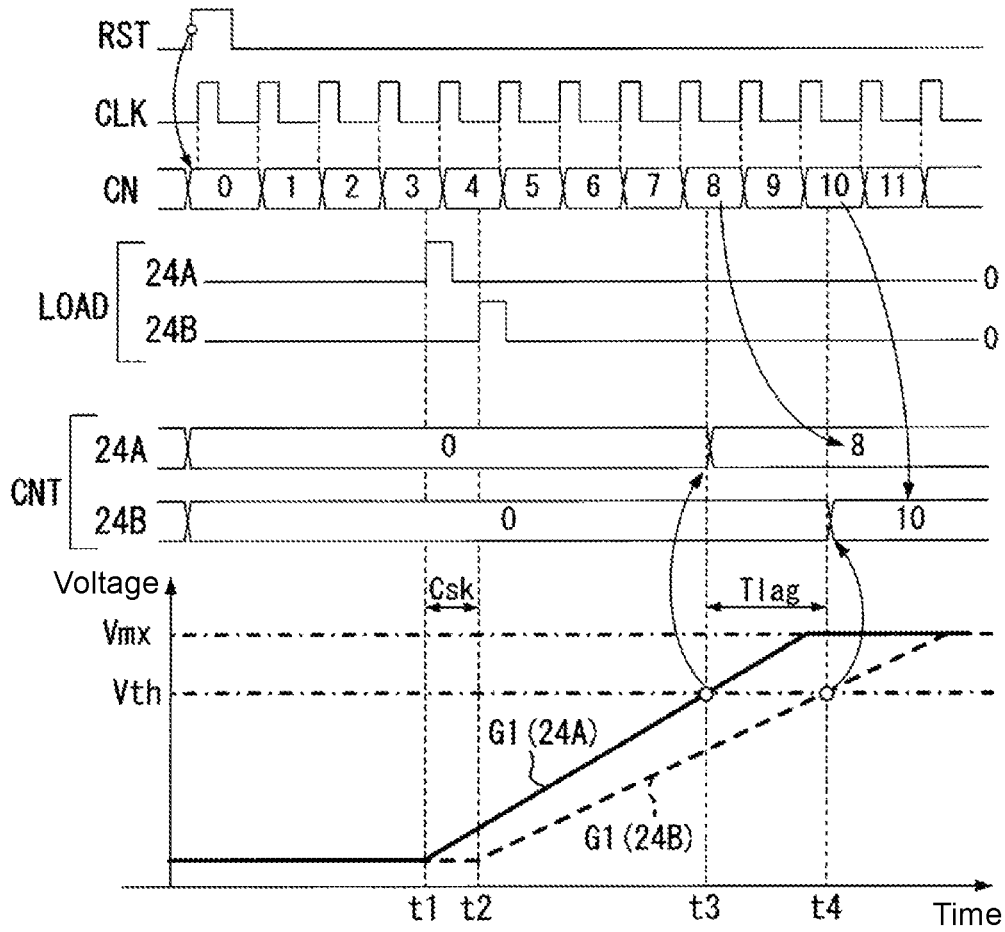 RST
CLK
CN 0 1 2 3 4 5 6 7 8 9 10 11
LOAD
24A 0
24B 0
CNT
24A 0 8
24B 0 10
Voltage
Csk Tlag
Vmx
Vth
G1(24A)
G1(24B)
t1 t2 t3 t4 Time